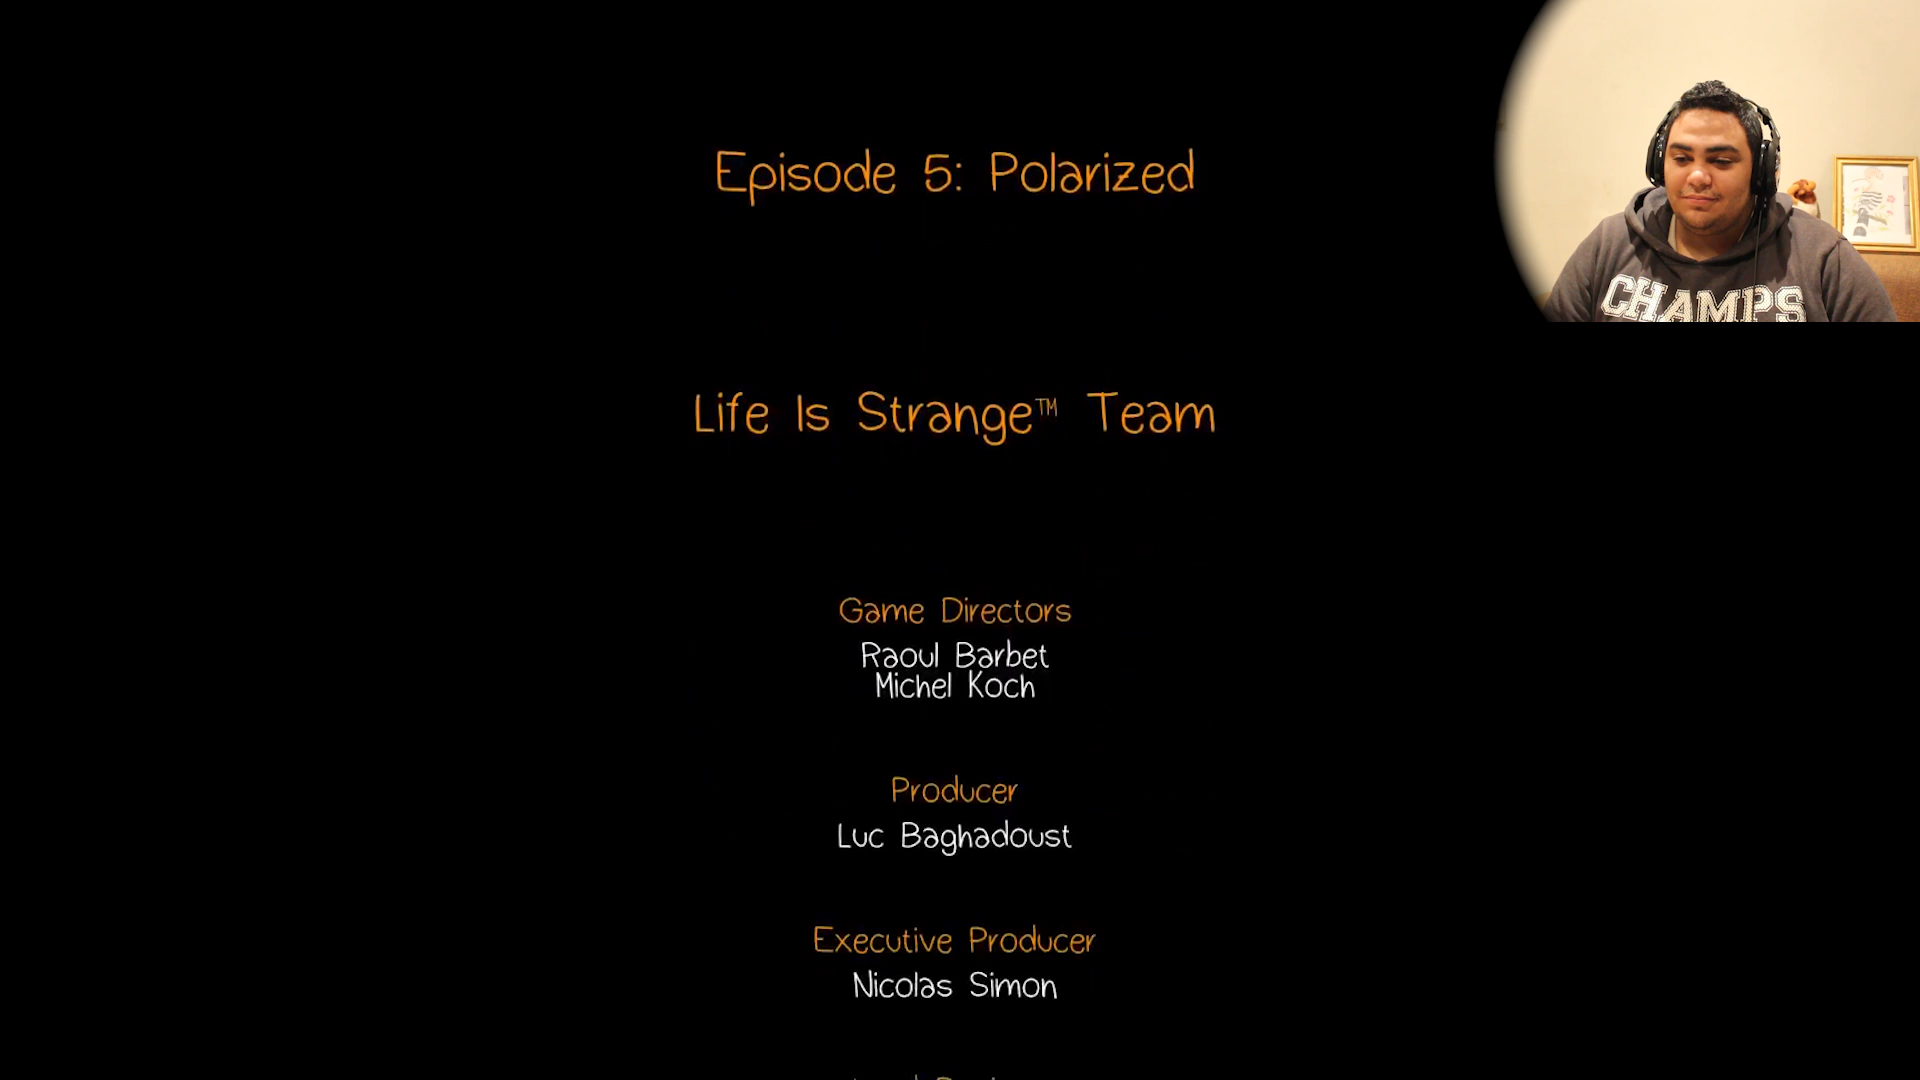 Episode 5: Polarized
Life Is Strange™ Team
Game Directors
Raoul Barbet
Michel Koch
Producer
Luc Baghadoust
Executive Producer
Nicolas Simon
CHAMPS